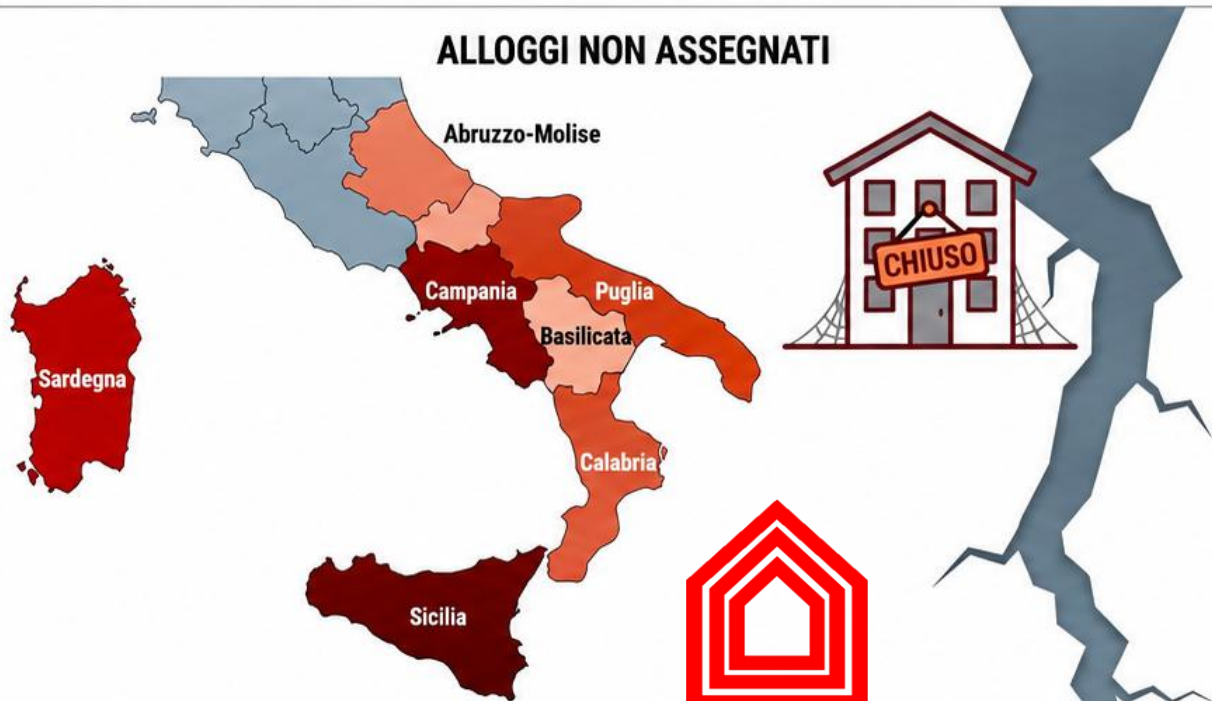 ALLOGGI NON ASSEGNATI
Abruzzo-Molise
CHIUSO
Campania
Puglia
Basilicata
Sardegna
Calabria
Sicilia